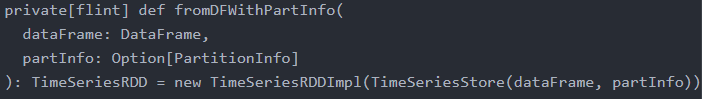 private[flint] def fromDFWithPartInfo(
  dataFrame: DataFrame,
  partInfo: Option[PartitionInfo]
): TimeSeriesRDD = new TimeSeriesRDDImpl(TimeSeriesStore(dataFrame, partInfo))